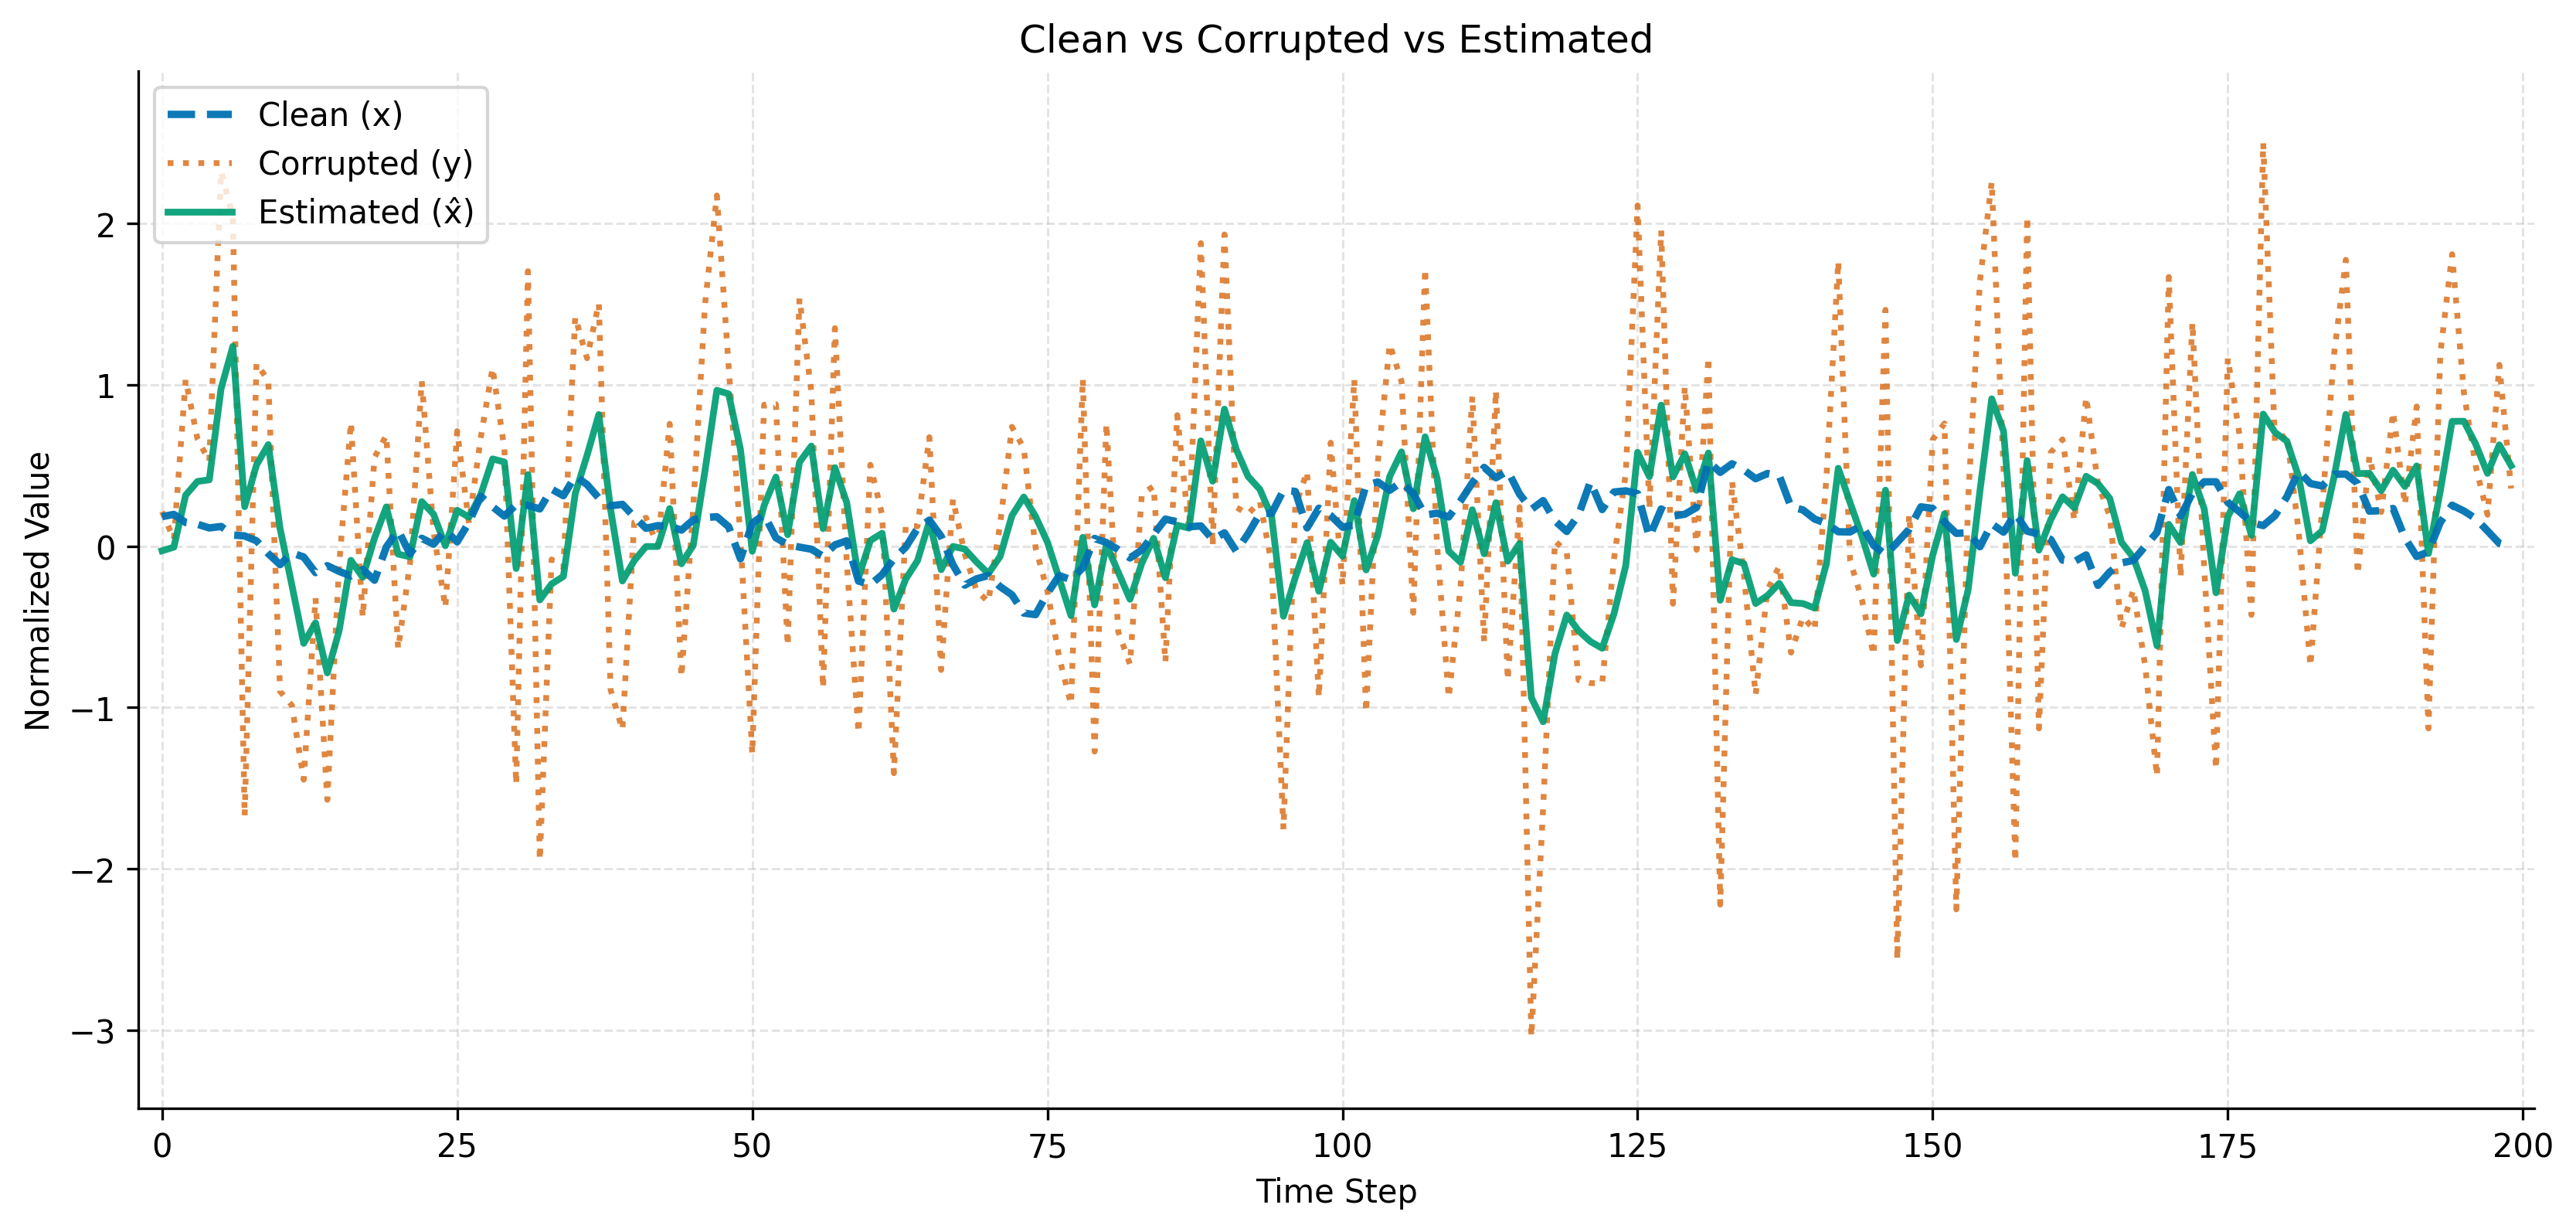 Clean vs Corrupted vs Estimated
Clean (x)
Corrupted (y)
Estimated (x̂)
Normalized Value
2
1
0
−1
−2
−3
0 25 50 75 100 125 150 175 200
Time Step